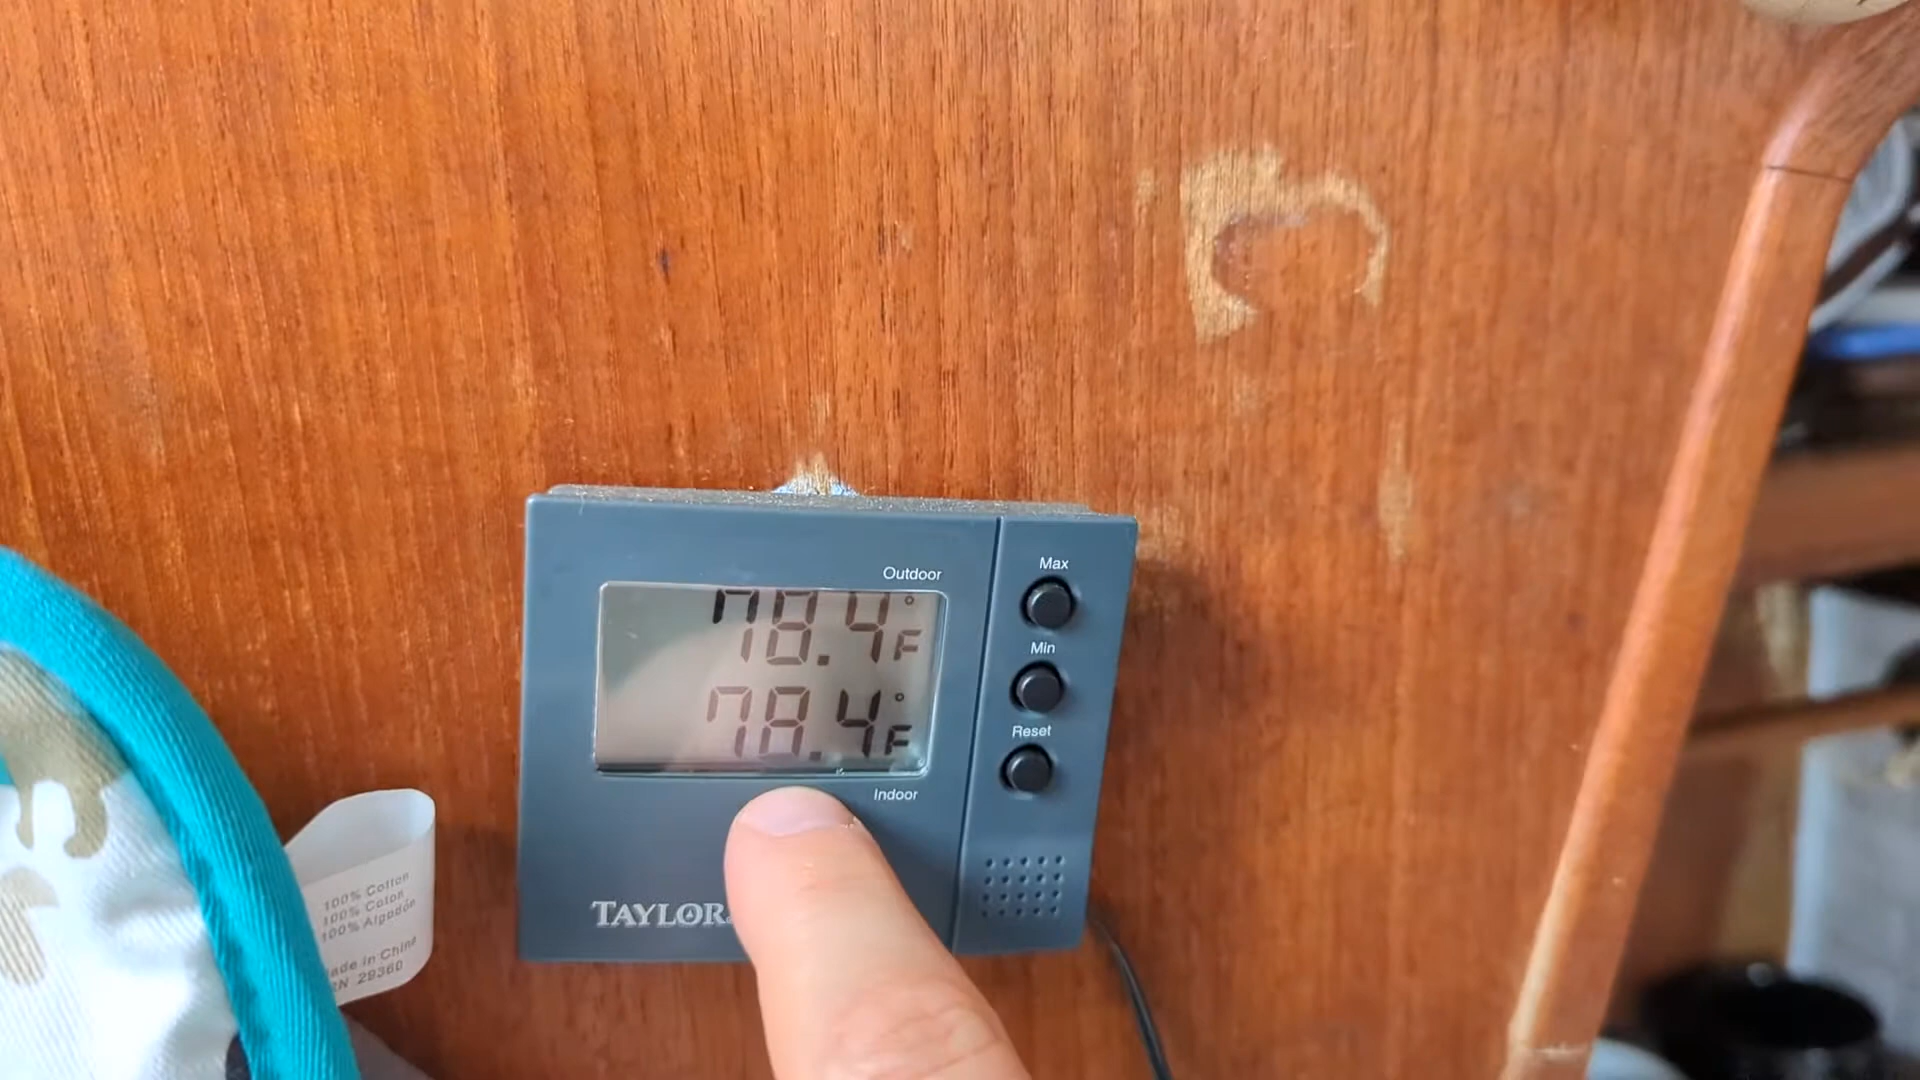 Outdoor
78.4°F
78.4°F
Indoor
Max
Min
Reset
TAYLOR
100% Cotton
100% Coton
100% Algodón
ade in China
RN 29360